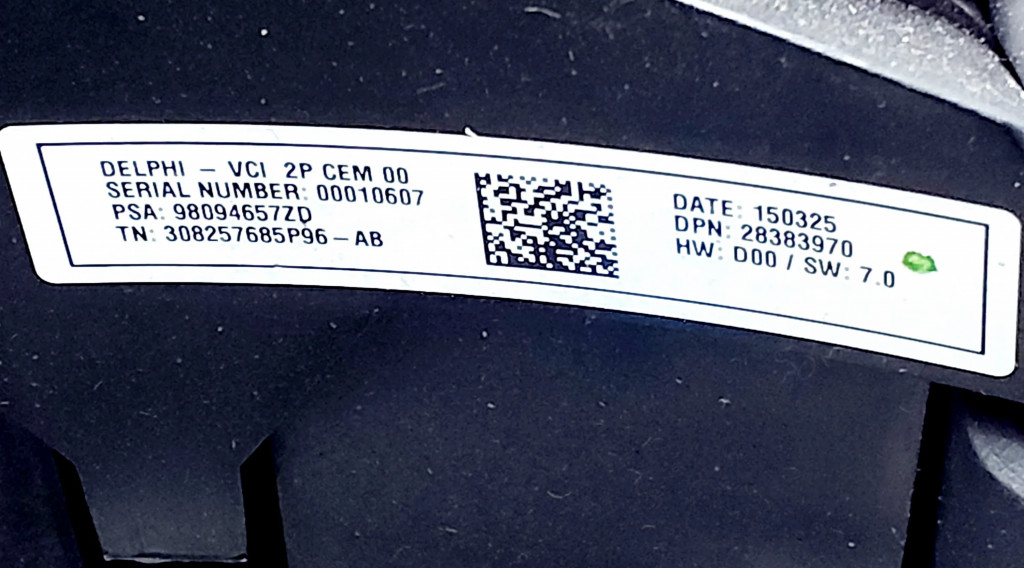 DELPHI – VCI 2P CEM 00
SERIAL NUMBER: 00010607
PSA: 98094657ZD
TN: 308257685P96 – AB
DATE: 150325
DPN: 28383970
HW: D00 / SW: 7.0